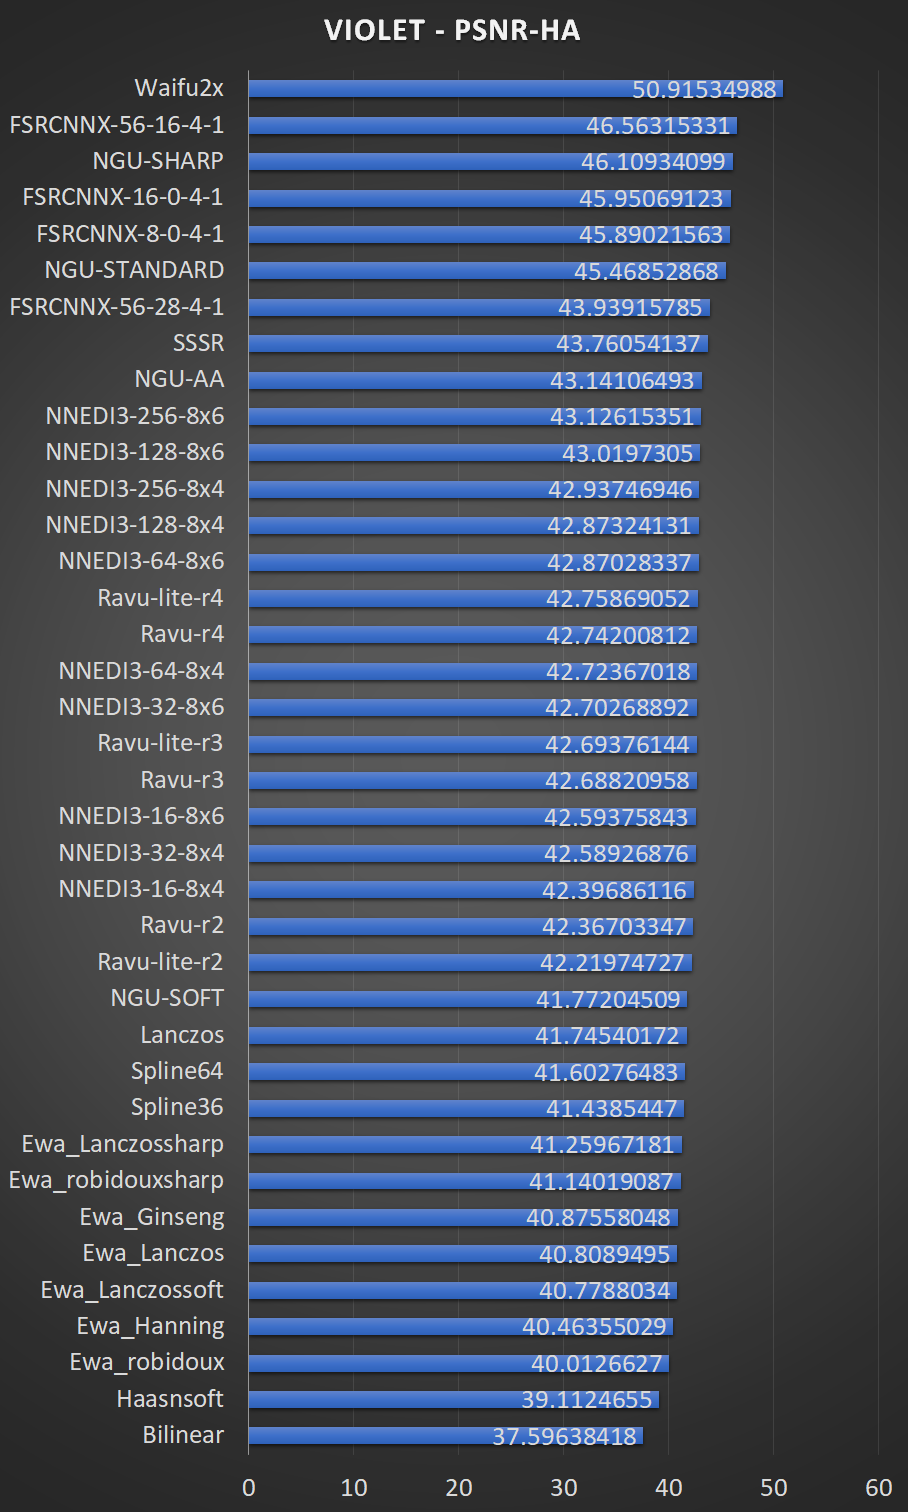 VIOLET - PSNR-HA
Waifu2x 50.91534988
FSRCNNX-56-16-4-1 46.56315331
NGU-SHARP 46.10934099
FSRCNNX-16-0-4-1 45.95069123
FSRCNNX-8-0-4-1 45.89021563
NGU-STANDARD 45.46852868
FSRCNNX-56-28-4-1 43.93915785
SSSR 43.76054137
NGU-AA 43.14106493
NNEDI3-256-8x6 43.12615351
NNEDI3-128-8x6 43.0197305
NNEDI3-256-8x4 42.93746946
NNEDI3-128-8x4 42.87324131
NNEDI3-64-8x6 42.87028337
Ravu-lite-r4 42.75869052
Ravu-r4 42.74200812
NNEDI3-64-8x4 42.72367018
NNEDI3-32-8x6 42.70268892
Ravu-lite-r3 42.69376144
Ravu-r3 42.68820958
NNEDI3-16-8x6 42.59375843
NNEDI3-32-8x4 42.58926876
NNEDI3-16-8x4 42.39686116
Ravu-r2 42.36703347
Ravu-lite-r2 42.21974727
NGU-SOFT 41.77204509
Lanczos 41.74540172
Spline64 41.60276483
Spline36 41.4385447
Ewa_Lanczossharp 41.25967181
Ewa_robidouxsharp 41.14019087
Ewa_Ginseng 40.87558048
Ewa_Lanczos 40.8089495
Ewa_Lanczossoft 40.7788034
Ewa_Hanning 40.46355029
Ewa_robidoux 40.0126627
Haasnsoft 39.1124655
Bilinear 37.59638418
0 10 20 30 40 50 60